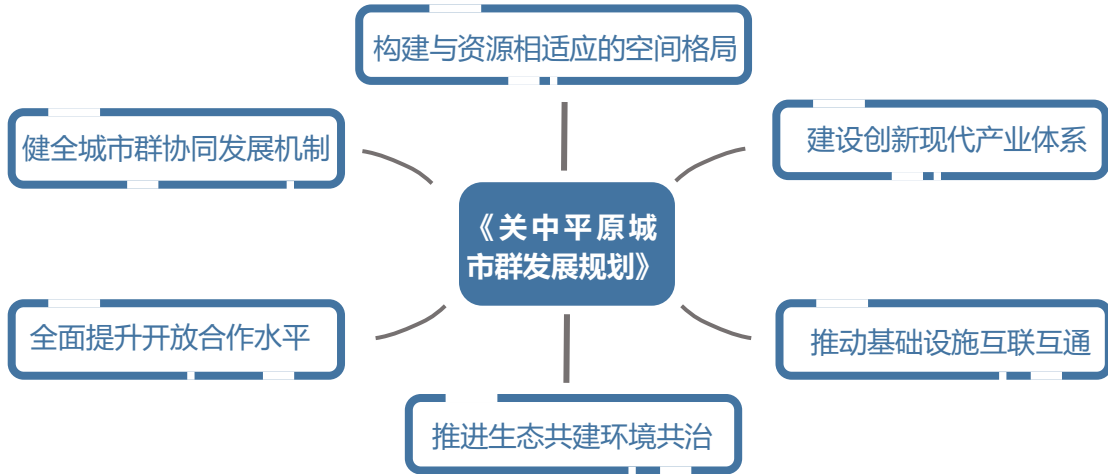 构建与资源相适应的空间格局
健全城市群协同发展机制
建设创新现代产业体系
《关中平原城
市群发展规划》
全面提升开放合作水平
推动基础设施互联互通
推进生态共建环境共治